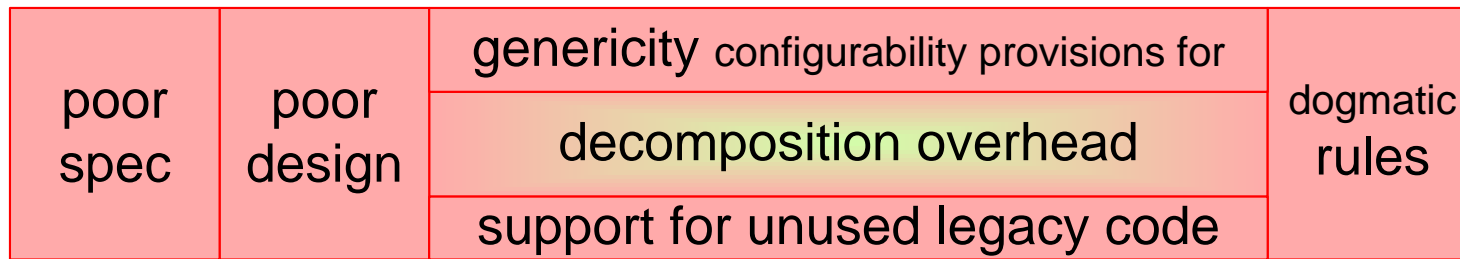 poor
spec
poor
design
genericity configurability provisions for
decomposition overhead
support for unused legacy code
dogmatic
rules